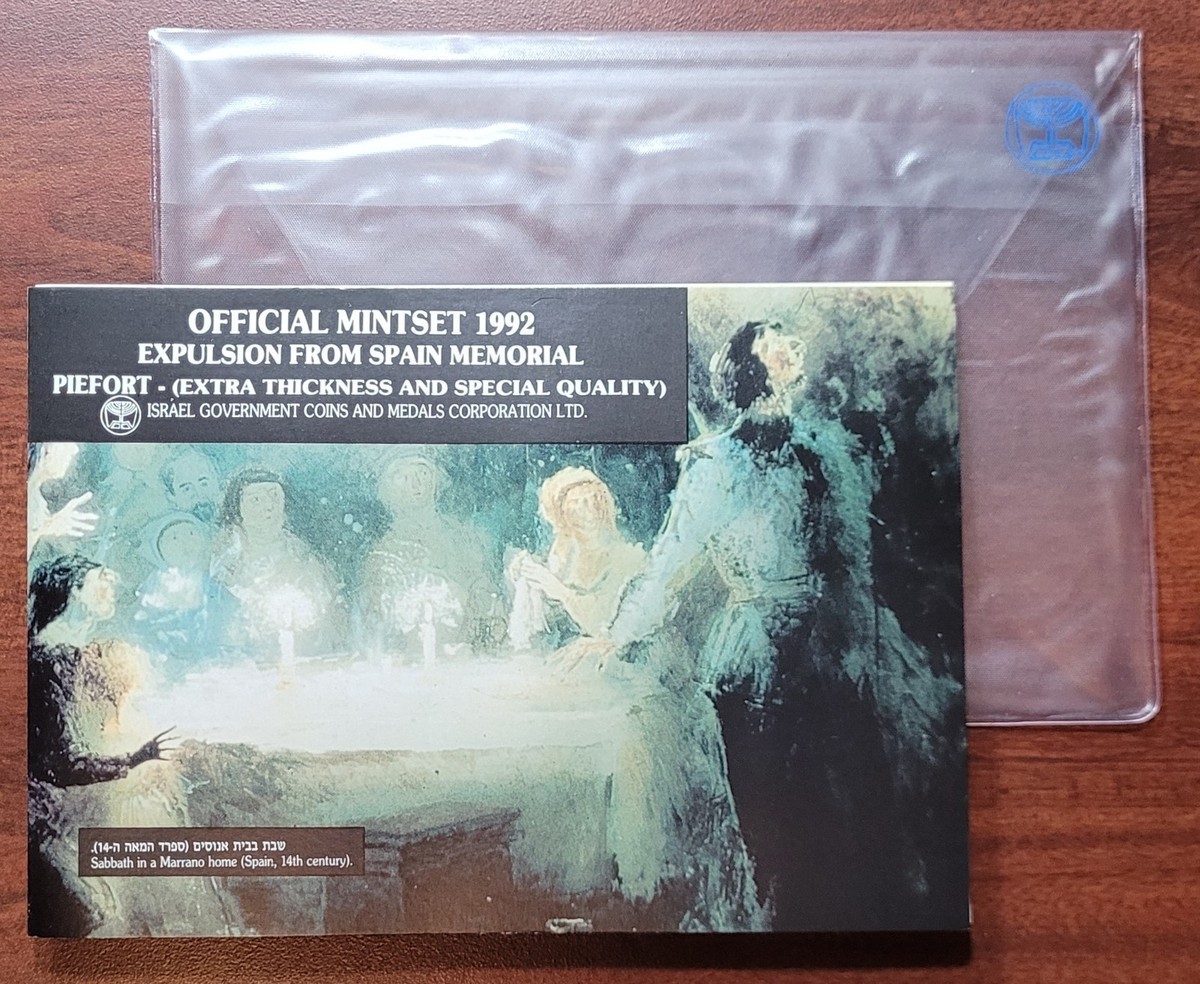 OFFICIAL MINTSET 1992
EXPULSION FROM SPAIN MEMORIAL
PIEFORT - (EXTRA THICKNESS AND SPECIAL QUALITY)
ISRAEL GOVERNMENT COINS AND MEDALS CORPORATION LTD.
שבת בבית אנוסים (ספרד המאה ה-14).
Sabbath in a Marrano home (Spain, 14th century).